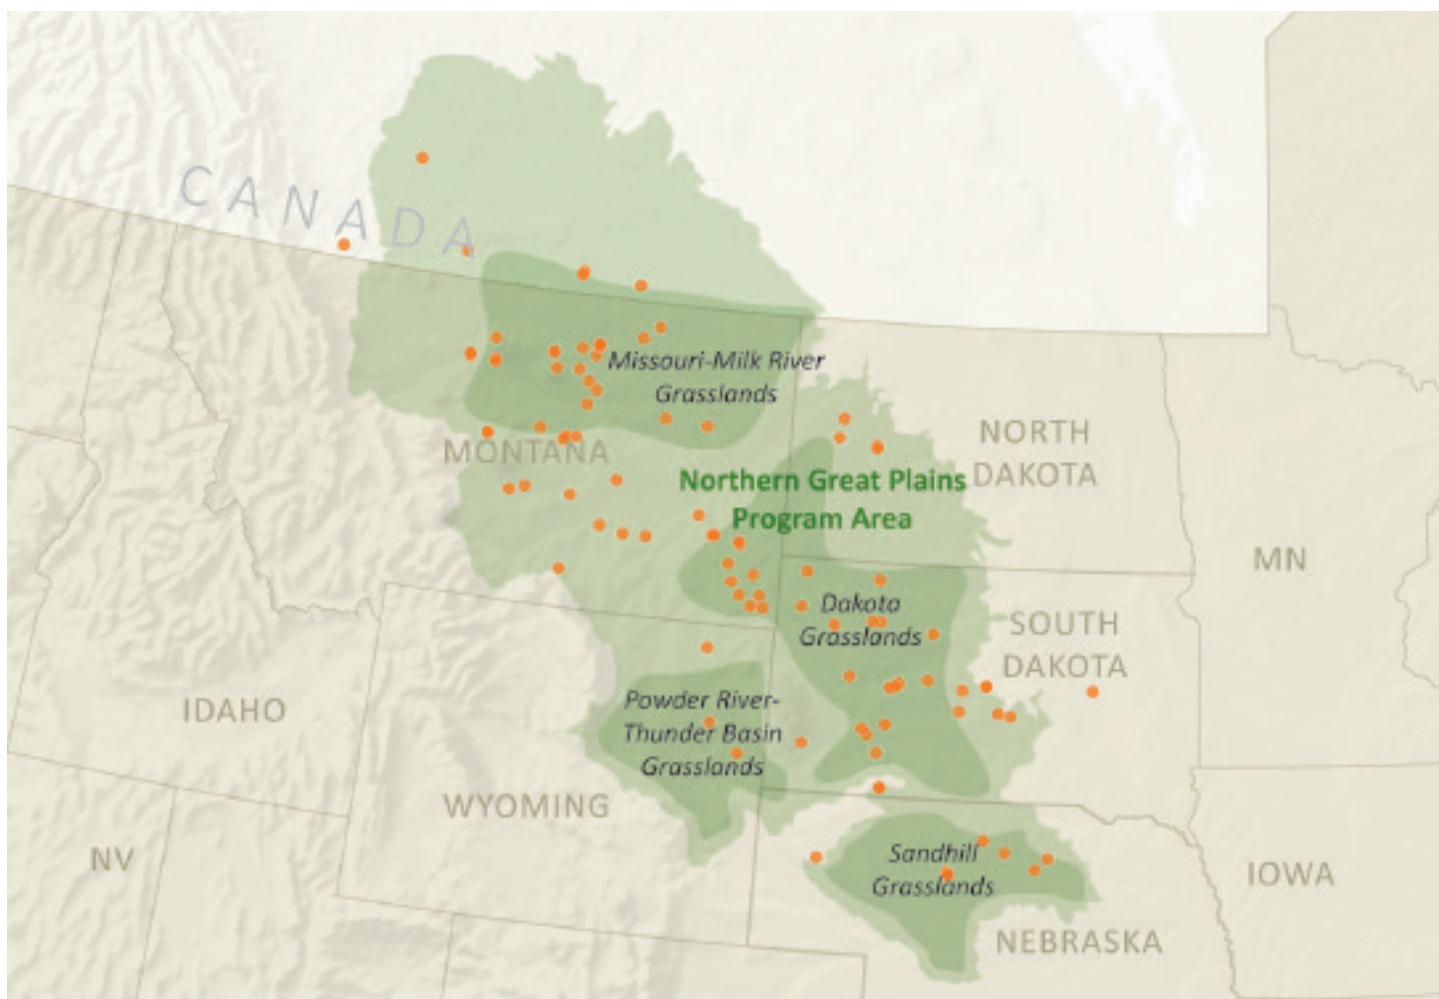 CANADA
Missouri-Milk River
Grasslands
MONTANA
NORTH
DAKOTA
Northern Great Plains
Program Area
MN
Dakota
Grasslands
SOUTH
DAKOTA
IDAHO
Powder River-
Thunder Basin
Grasslands
WYOMING
NV
Sandhill
Grasslands
IOWA
NEBRASKA